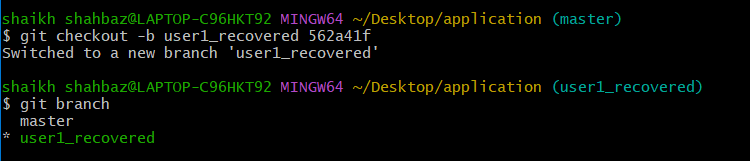 shaikh shahbaz@LAPTOP-C96HKT92 MINGW64 ~/Desktop/application (master)
$ git checkout -b user1_recovered 562a41f
Switched to a new branch 'user1_recovered'
shaikh shahbaz@LAPTOP-C96HKT92 MINGW64 ~/Desktop/application (user1_recovered)
$ git branch
  master
* user1_recovered